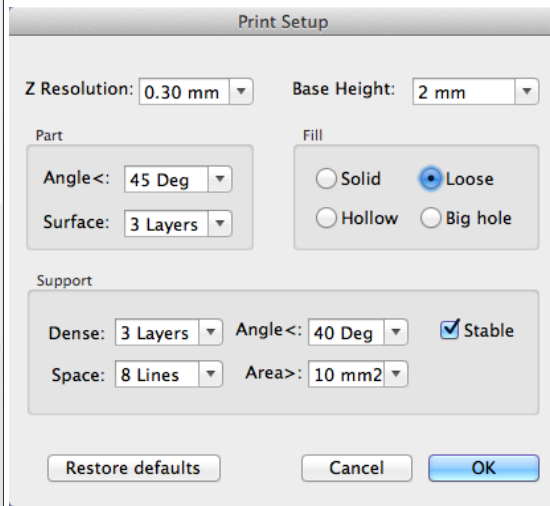 Print Setup
Z Resolution: 0.30 mm Base Height: 2 mm
Part Fill
Angle<: 45 Deg Solid Loose
Surface: 3 Layers Hollow Big hole
Support
Dense: 3 Layers Angle<: 40 Deg Stable
Space: 8 Lines Area>: 10 mm2
Restore defaults Cancel OK